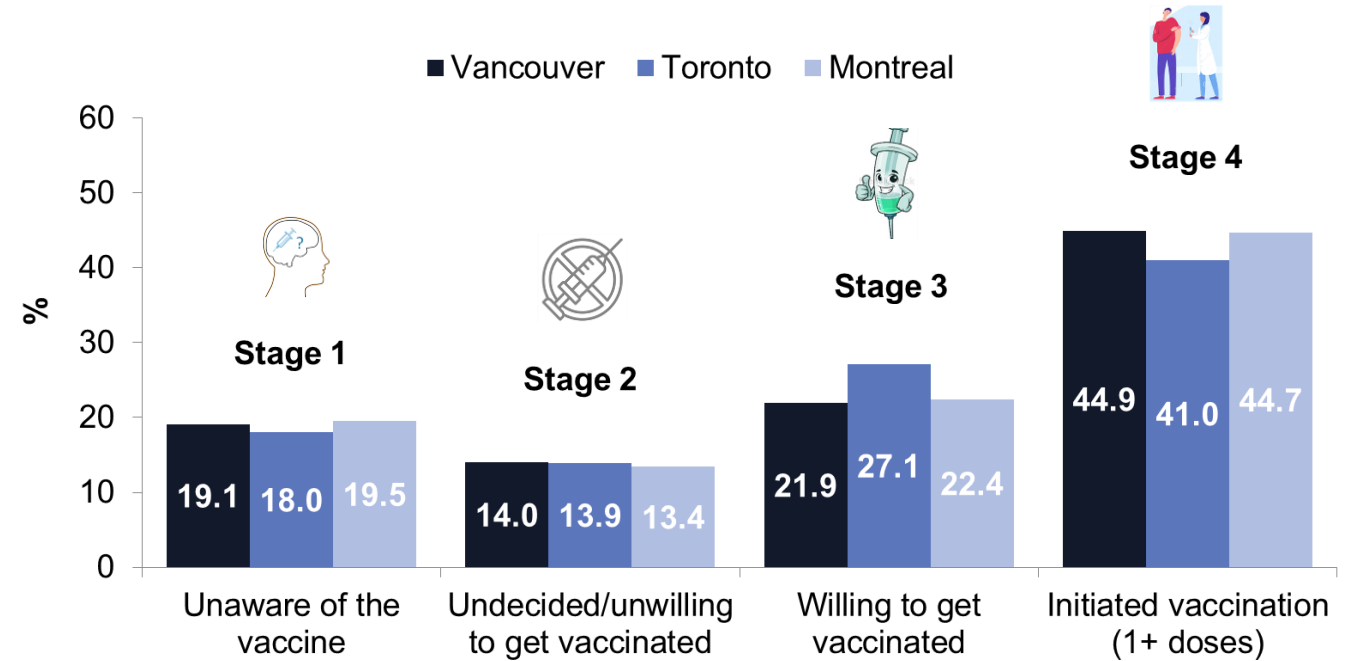 Vancouver Toronto Montreal
60
50
40
30
20
10
0
%
Stage 1
Stage 2
Stage 3
Stage 4
?
19.1 18.0 19.5
14.0 13.9 13.4
21.9 27.1 22.4
44.9 41.0 44.7
Unaware of the
vaccine
Undecided/unwilling
to get vaccinated
Willing to get
vaccinated
Initiated vaccination
(1+ doses)